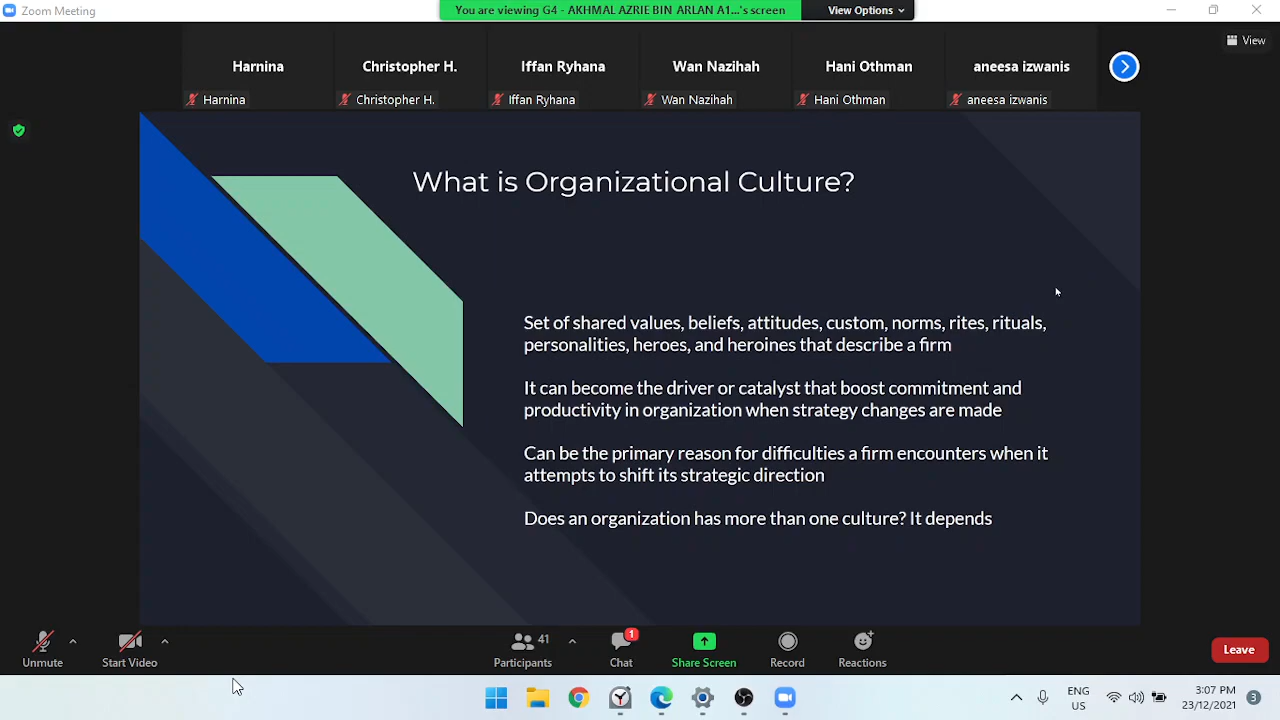 Zoom Meeting
You are viewing G4 - AKHMAL AZRIE BIN ARLAN A1...'s screen
View Options
View
Harnina
Christopher H.
Iffan Ryhana
Wan Nazihah
Hani Othman
aneesa izwanis
Harnina
Christopher H.
Iffan Ryhana
Wan Nazihah
Hani Othman
aneesa izwanis
What is Organizational Culture?
Set of shared values, beliefs, attitudes, custom, norms, rites, rituals,
personalities, heroes, and heroines that describe a firm
It can become the driver or catalyst that boost commitment and
productivity in organization when strategy changes are made
Can be the primary reason for difficulties a firm encounters when it
attempts to shift its strategic direction
Does an organization has more than one culture? It depends
Unmute
Start Video
41
Participants
1
Chat
Share Screen
Record
Reactions
Leave
ENG
US
3:07 PM
23/12/2021
3